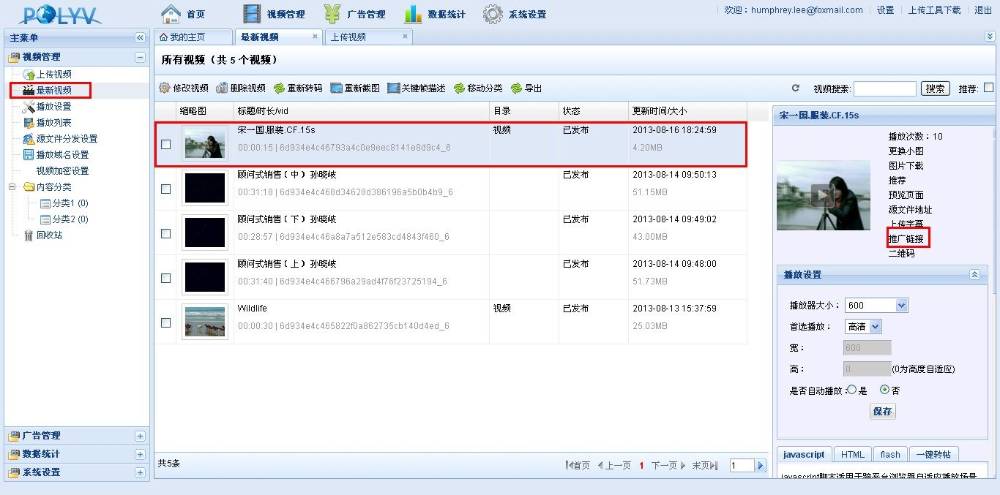 POLYV
首页
视频管理
广告管理
数据统计
系统设置
欢迎：humphrey.lee@foxmail.com
设置
上传工具下载
退出
主菜单
我的主页
最新视频
上传视频
视频管理
上传视频
最新视频
播放设置
播放列表
源文件分发设置
播放域名设置
视频加密设置
内容分类
分类1 (0)
分类2 (0)
回收站
广告管理
数据统计
系统设置
所有视频（共 5 个视频）
修改视频 删除视频 重新转码 重新截图 关键帧描述 移动分类 导出
视频搜索: 搜索 推荐:
缩略图 标题/时长/vid 目录 状态 更新时间/大小
宋一国.服装.CF.15s 视频 已发布 2013-08-16 18:24:59
00:00:15 | 6d934e4c46793a4c0e9eec8141e8d9c4_6 4.20MB
顾问式销售（中）孙晓岐 已发布 2013-08-14 09:50:13
00:31:18 | 6d934e4c468d34628d386196a5b0b4b9_6 51.15MB
顾问式销售（下）孙晓岐 已发布 2013-08-14 09:49:02
00:28:57 | 6d934e4c46a8a7a512e583cd4843f460_6 43.00MB
顾问式销售（上）孙晓岐 已发布 2013-08-14 09:48:00
00:31:40 | 6d934e4c466796a29ad4f76f23725194_6 51.73MB
Wildlife 视频 已发布 2013-08-13 15:37:59
00:00:30 | 6d934e4c465822f0a862735cb140d4ed_6 25.03MB
共5条
首页 上一页 1 下一页 末页 1
宋一国.服装.CF.15s
播放次数：10
更换小图
图片下载
推荐
预览页面
源文件地址
上传字幕
推广链接
二维码
播放设置
播放器大小： 600
首选播放： 高清
宽： 600
高： 0 (0为高度自适应)
是否自动播放： 是 否
保存
javascript HTML flash 一键转帖
javascript脚本适用于跨平台浏览器自适应播放场景